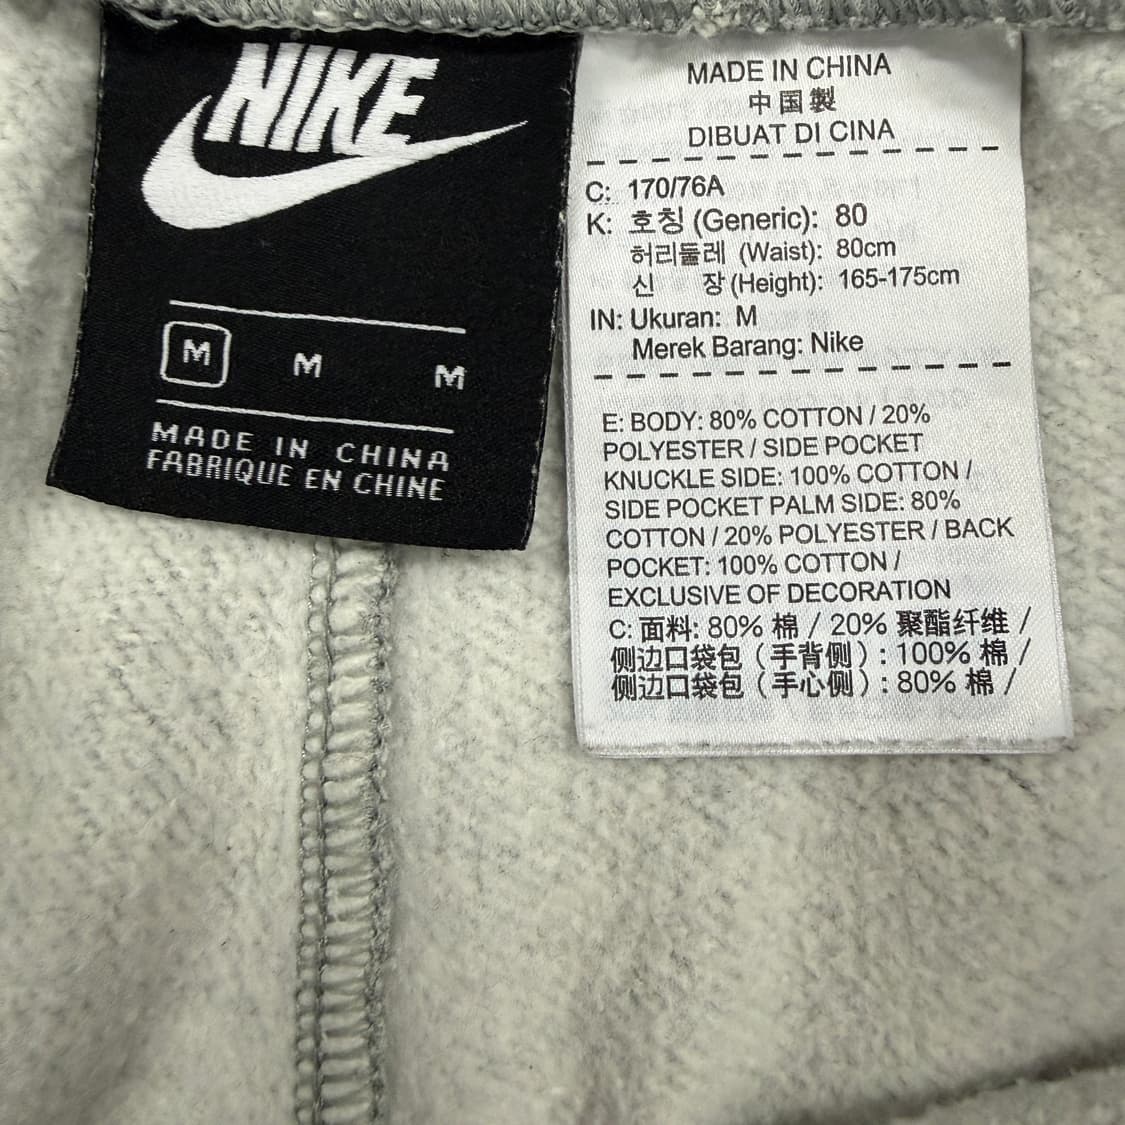 NIKE
M M M
MADE IN CHINA
FABRIQUE EN CHINE
MADE IN CHINA
中国製
DIBUAT DI CINA
C: 170/76A
K: 호칭 (Generic): 80
허리둘레 (Waist): 80cm
신 장 (Height): 165-175cm
IN: Ukuran: M
Merek Barang: Nike
E: BODY: 80% COTTON / 20%
POLYESTER / SIDE POCKET
KNUCKLE SIDE: 100% COTTON /
SIDE POCKET PALM SIDE: 80%
COTTON / 20% POLYESTER / BACK
POCKET: 100% COTTON /
EXCLUSIVE OF DECORATION
C: 面料: 80% 棉 / 20% 聚酯纤维 /
侧边口袋包（手背侧）: 100% 棉 /
侧边口袋包（手心侧）: 80% 棉 /